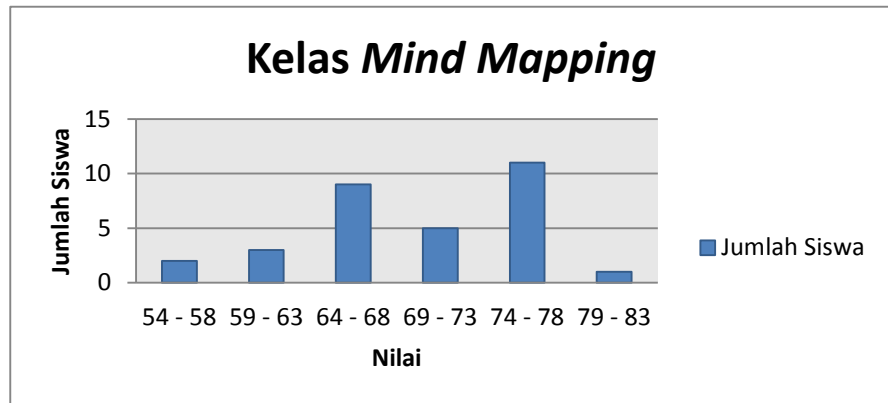 Kelas Mind Mapping
Jumlah Siswa
15
10
5
0
54 - 58 59 - 63 64 - 68 69 - 73 74 - 78 79 - 83
Nilai
Jumlah Siswa